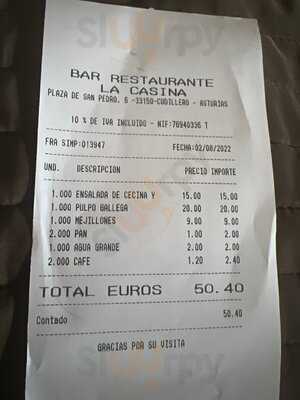 BAR RESTAURANTE
LA CASINA
PLAZA DE SAN PEDRO, 6 -33150-CUDILLERO - ASTURIAS
10 % DE IVA INCLUIDO - NIF:76940336 T
FRA SIMP:013947 FECHA:02/08/2022
UND. DESCRIPCION PRECIO IMPORTE
1.000 ENSALADA DE CECINA Y 15.00 15.00
1.000 PULPO GALLEGA 20.00 20.00
1.000 MEJILLONES 9.00 9.00
2.000 PAN 1.00 2.00
1.000 AGUA GRANDE 2.00 2.00
2.000 CAFE 1.20 2.40
TOTAL EUROS 50.40
Contado 50.40
GRACIAS POR SU VISITA